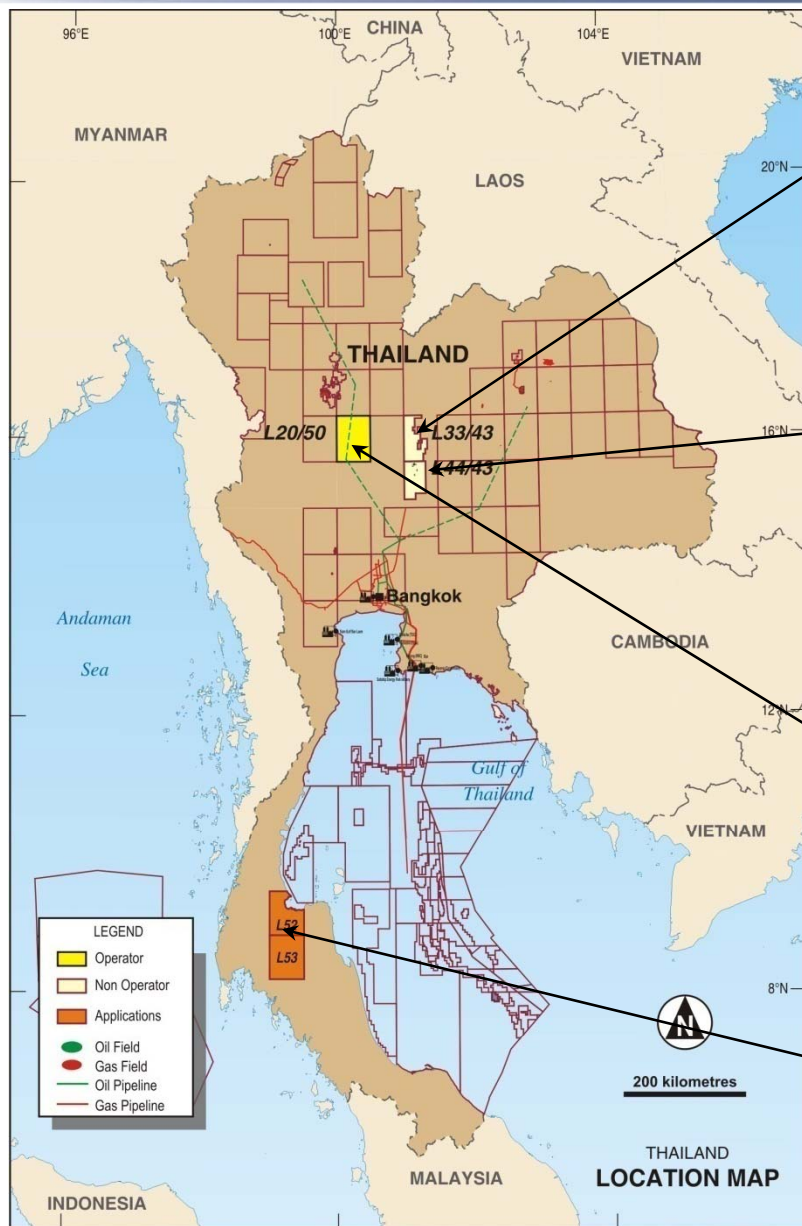 96°E
100°E
104°E
CHINA
VIETNAM
MYANMAR
20°N
LAOS
THAILAND
L20/50
L33/43
16°N
L44/43
Bangkok
Andaman
Sea
CAMBODIA
12°N
Gulf of
Thailand
VIETNAM
LEGEND
Operator
Non Operator
Applications
Oil Field
Gas Field
Oil Pipeline
Gas Pipeline
L52
L53
8°N
N
200 kilometres
THAILAND
LOCATION MAP
MALAYSIA
INDONESIA